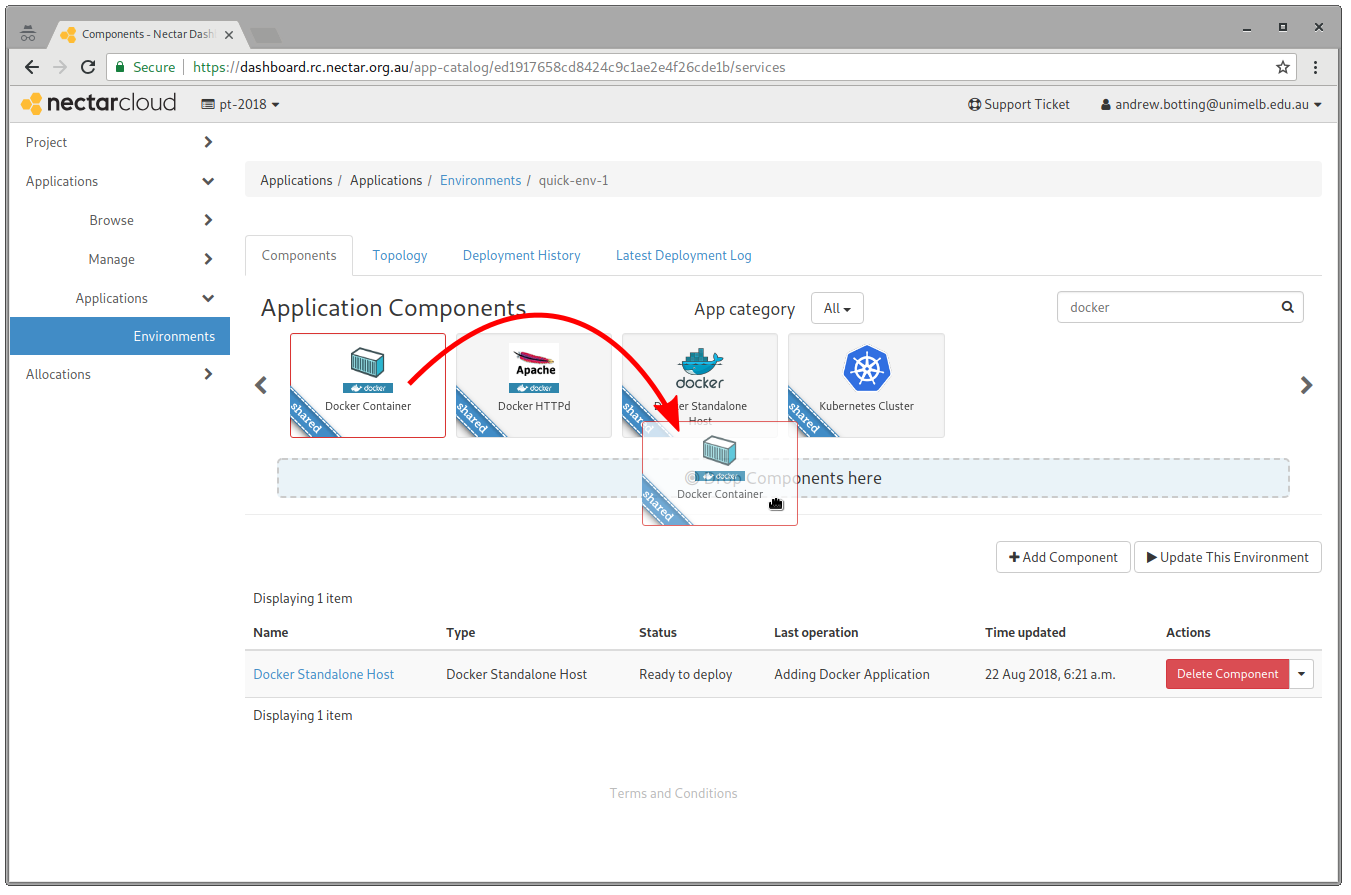 Components - Nectar Dash
Secure https://dashboard.rc.nectar.org.au/app-catalog/ed1917658cd8424c9c1ae2e4f26cde1b/services
nectarcloud pt-2018 Support Ticket andrew.botting@unimelb.edu.au
Project
Applications
Browse
Manage
Applications
Environments
Allocations
Applications / Applications / Environments / quick-env-1
Components Topology Deployment History Latest Deployment Log
Application Components App category All docker
docker
Docker Container
shared
Apache
docker
Docker HTTPd
shared
docker
Docker Standalone
Host
shared
Kubernetes Cluster
shared
Drop Components here
docker
Docker Container
shared
Add Component Update This Environment
Displaying 1 item
Name Type Status Last operation Time updated Actions
Docker Standalone Host Docker Standalone Host Ready to deploy Adding Docker Application 22 Aug 2018, 6:21 a.m. Delete Component
Displaying 1 item
Terms and Conditions